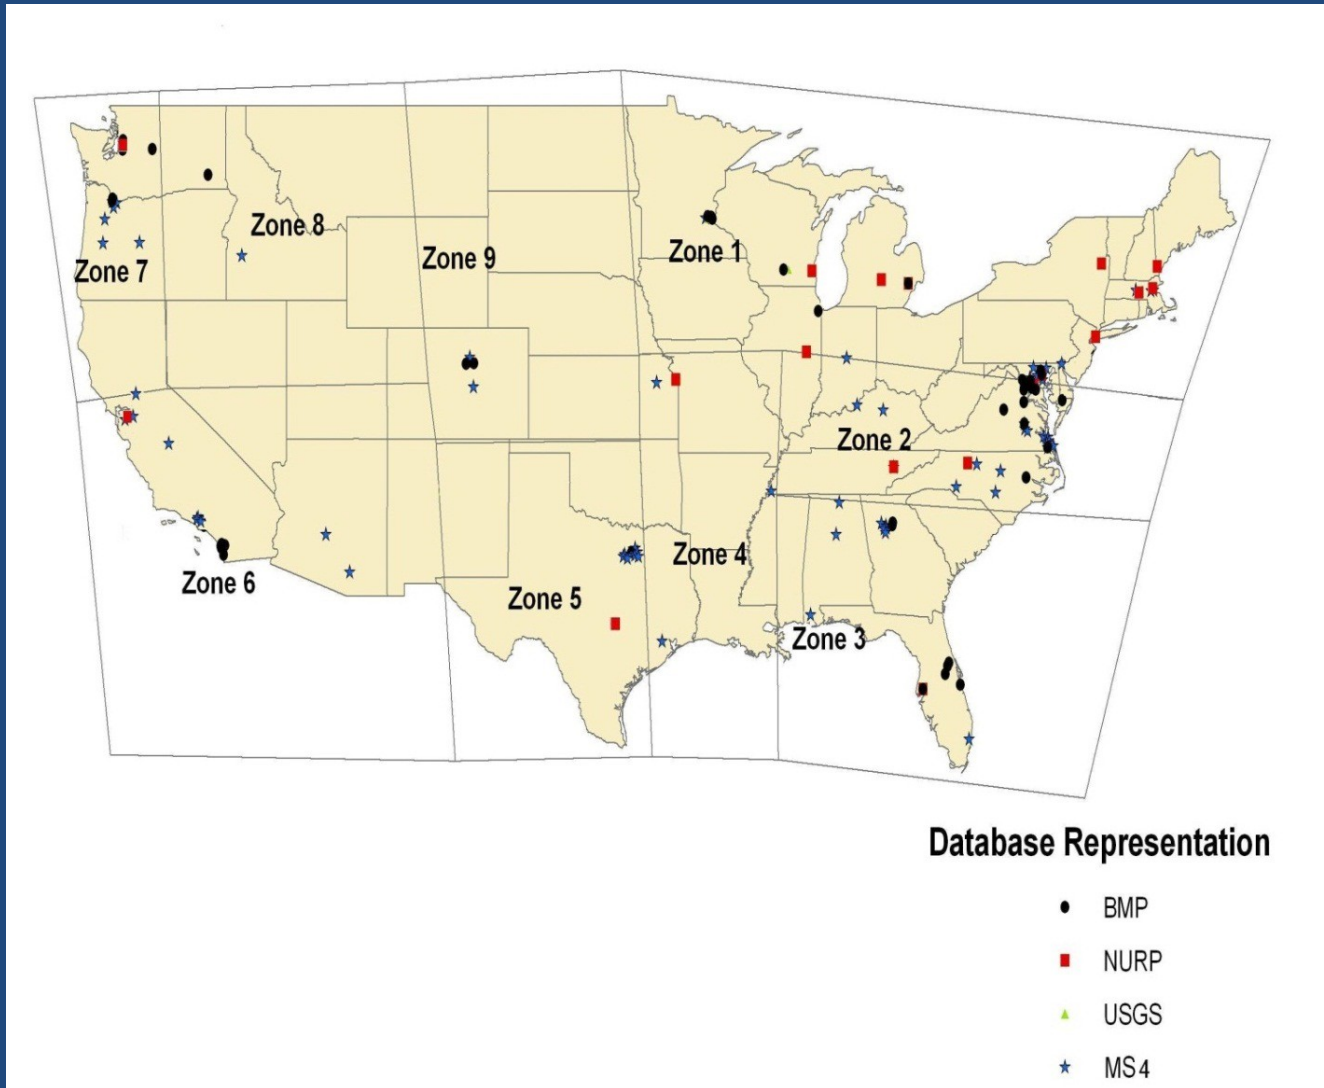 Zone 8
Zone 9
Zone 1
Zone 7
Zone 2
Zone 4
Zone 6
Zone 5
Zone 3
Database Representation
BMP
NURP
USGS
MS4